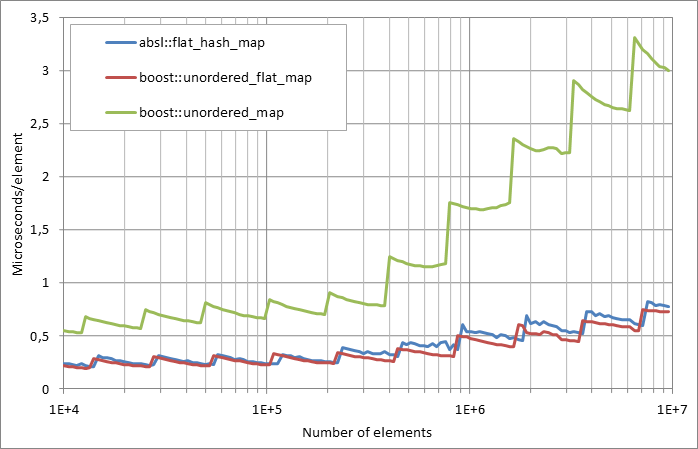 3,5
3
2,5
2
1,5
1
0,5
0
Microseconds/element
absl::flat_hash_map
boost::unordered_flat_map
boost::unordered_map
1E+4
1E+5
1E+6
1E+7
Number of elements